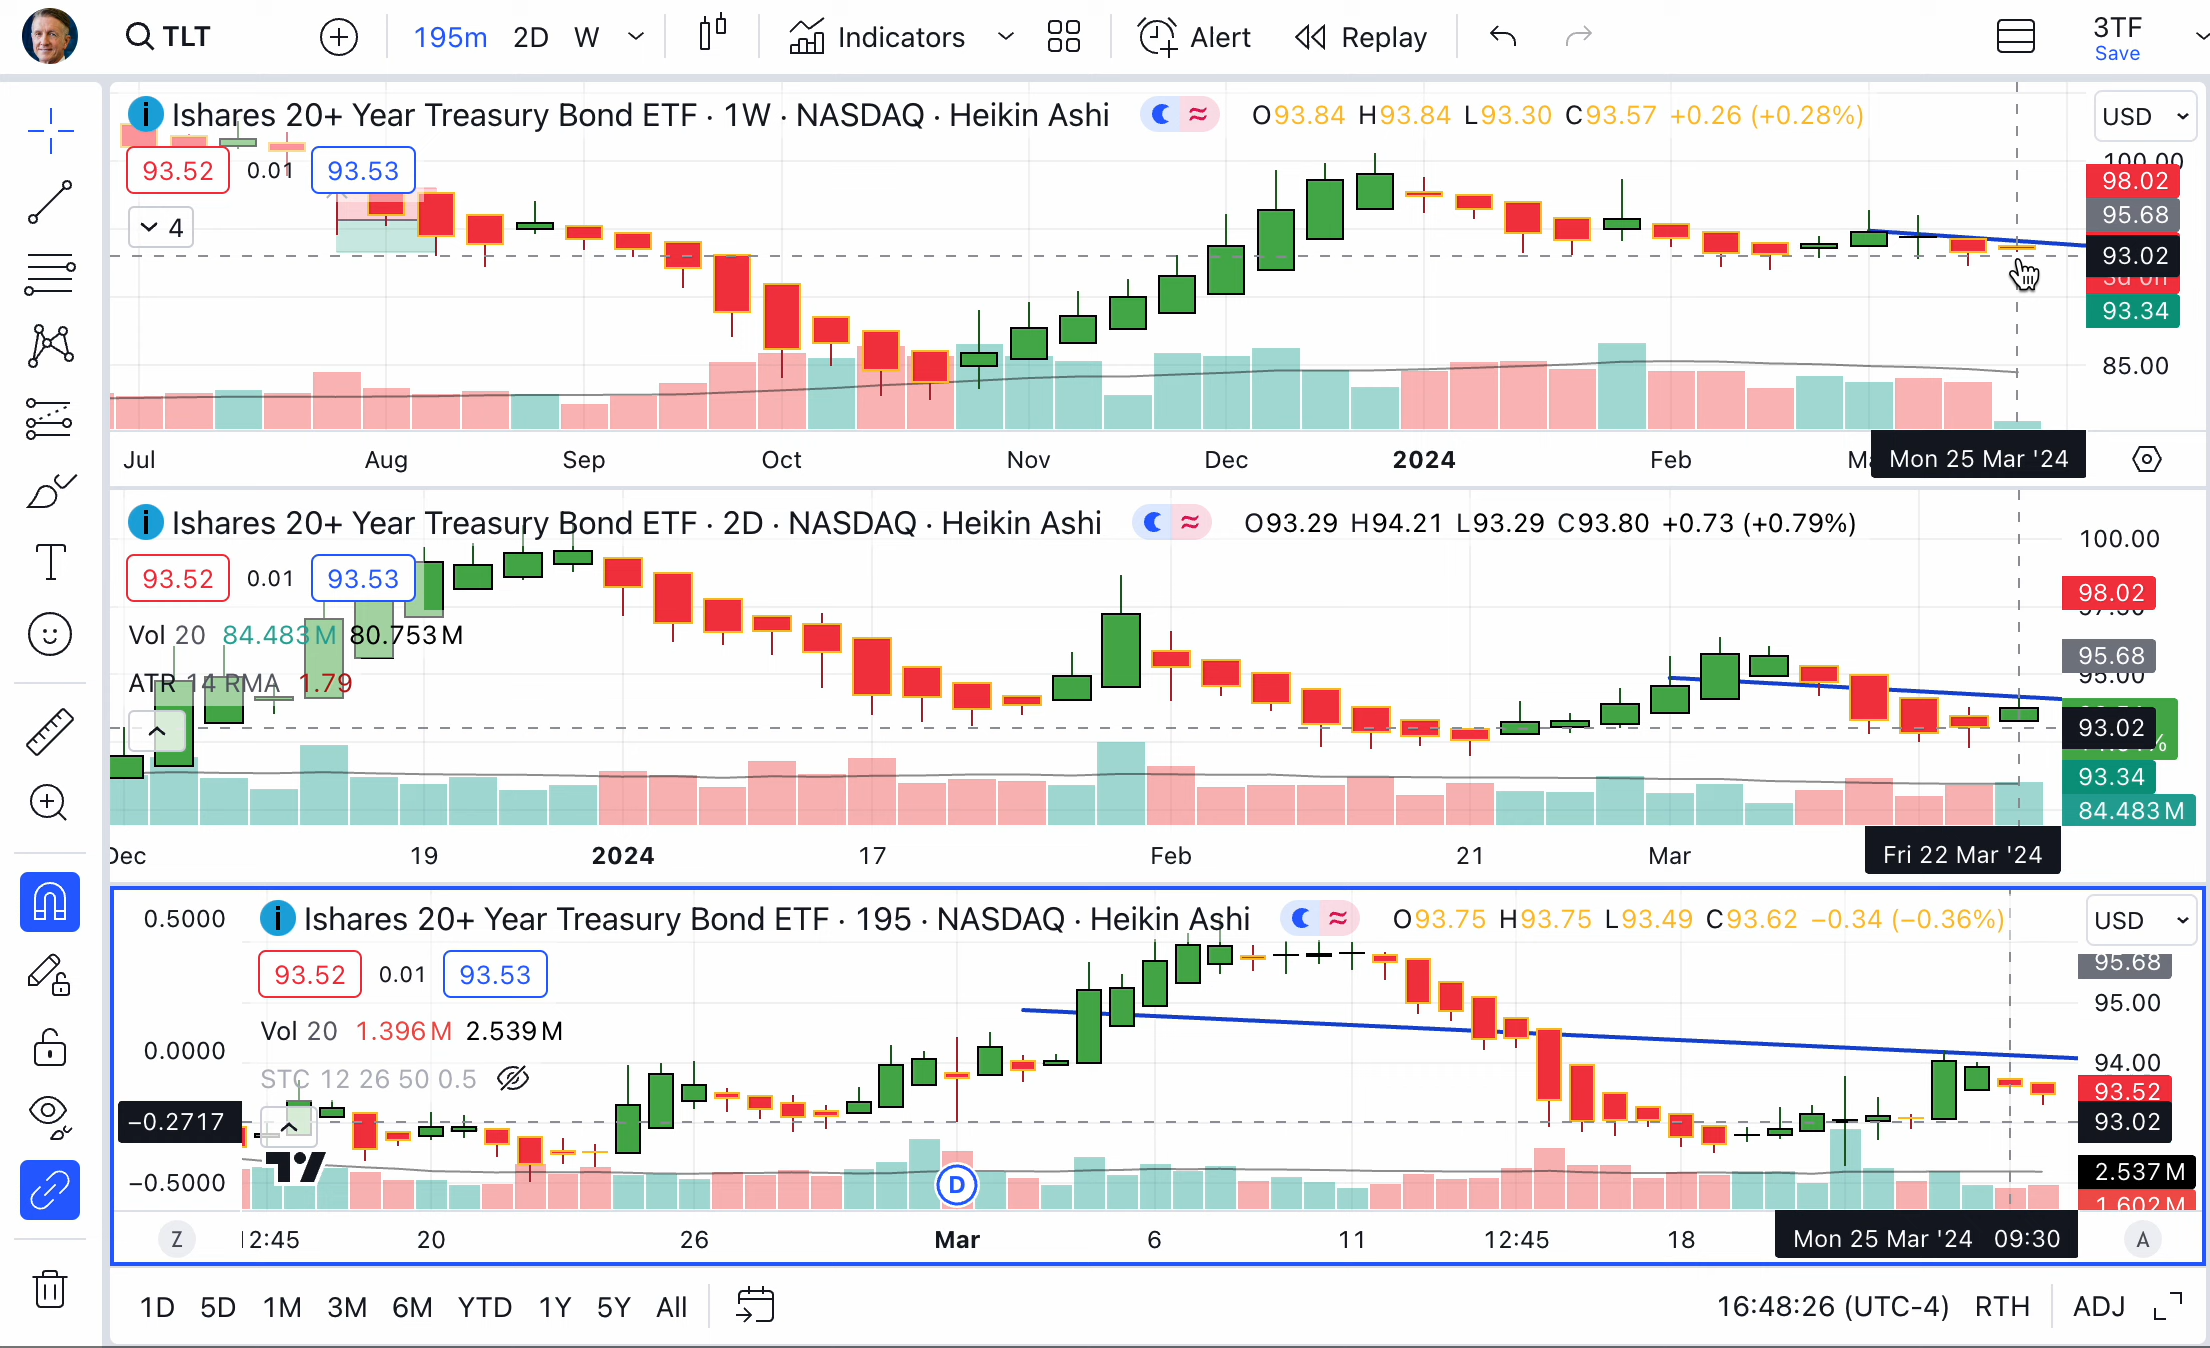 TLT 195m 2D W Indicators Alert Replay 3TF
Save
Ishares 20+ Year Treasury Bond ETF · 1W · NASDAQ · Heikin Ashi O93.84 H93.84 L93.30 C93.57 +0.26 (+0.28%) USD
93.52 0.01 93.53
4
100.00
98.02
95.68
93.02
3d 0h
93.34
85.00
Jul Aug Sep Oct Nov Dec 2024 Feb Mon 25 Mar '24
Ishares 20+ Year Treasury Bond ETF · 2D · NASDAQ · Heikin Ashi O93.29 H94.21 L93.29 C93.80 +0.73 (+0.79%)
93.52 0.01 93.53
Vol 20 84.483M 80.753M
ATR 14 RMA 1.79
100.00
98.02
97.50
95.68
95.00
93.02
93.34
84.483M
Dec 19 2024 17 Feb 21 Mar Fri 22 Mar '24
Ishares 20+ Year Treasury Bond ETF · 195 · NASDAQ · Heikin Ashi O93.75 H93.75 L93.49 C93.62 −0.34 (−0.36%) USD
93.52 0.01 93.53
Vol 20 1.396M 2.539M
STC 12 26 50 0.5
0.5000
0.0000
−0.2717
−0.5000
95.68
95.00
94.00
93.52
93.02
2.537M
1.602M
D
Z 12:45 20 26 Mar 6 11 12:45 18 Mon 25 Mar '24 09:30 A
1D 5D 1M 3M 6M YTD 1Y 5Y All 16:48:26 (UTC-4) RTH ADJ